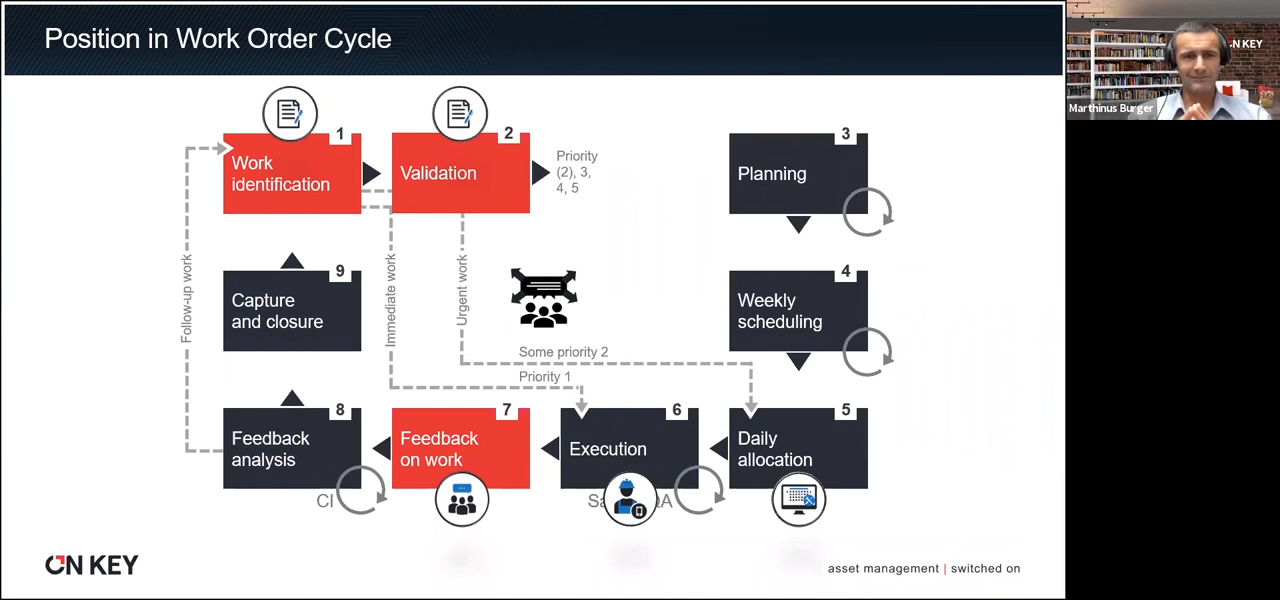 Position in Work Order Cycle
N KEY
Marthinus Burger
1
Work
identification
2
Validation
Priority
(2), 3,
4, 5
3
Planning
Follow-up work
Immediate work
Urgent work
9
Capture
and closure
4
Weekly
scheduling
Some priority 2
Priority 1
8
Feedback
analysis
7
Feedback
on work
6
Execution
5
Daily
allocation
CI
ON KEY
asset management | switched on